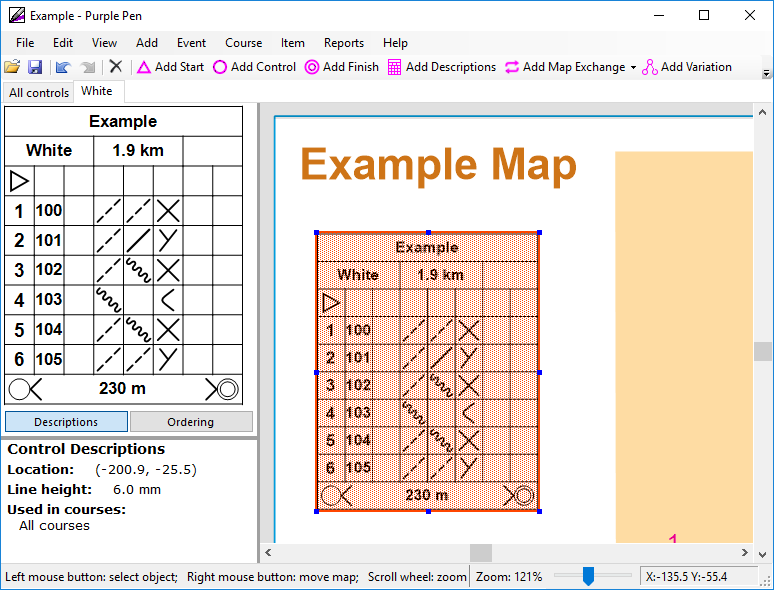 Example - Purple Pen
File Edit View Add Event Course Item Reports Help
Add Start Add Control Add Finish Add Descriptions Add Map Exchange Add Variation
All controls White
Example
White 1.9 km
1 100
2 101
3 102
4 103
5 104
6 105
230 m
Descriptions Ordering
Control Descriptions
Location: (-200.9, -25.5)
Line height: 6.0 mm
Used in courses:
All courses
Example Map
Example
White 1.9 km
1 100
2 101
3 102
4 103
5 104
6 105
230 m
1
Left mouse button: select object; Right mouse button: move map; Scroll wheel: zoom Zoom: 121% X:-135.5 Y:-55.4